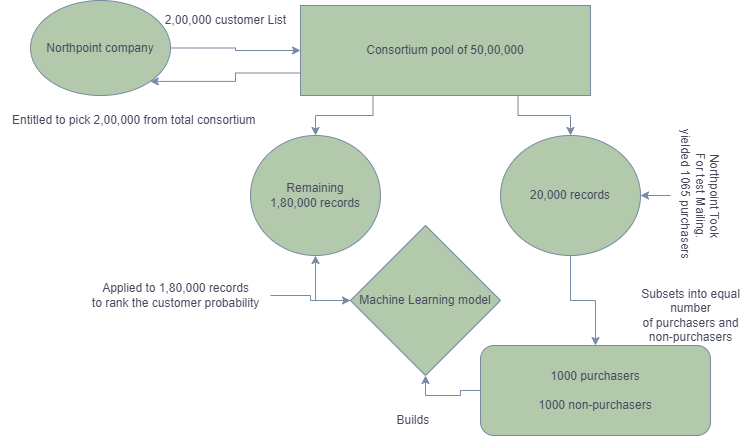 2,00,000 customer List
Northpoint company
Consortium pool of 50,00,000
Entitled to pick 2,00,000 from total consortium
Remaining
1,80,000 records
20,000 records
Northpoint Took
For test Mailing.
yielded 1065 purchasers
Applied to 1,80,000 records
to rank the customer probability
Machine Learning model
Subsets into equal
number
of purchasers and
non-purchasers
1000 purchasers
1000 non-purchasers
Builds